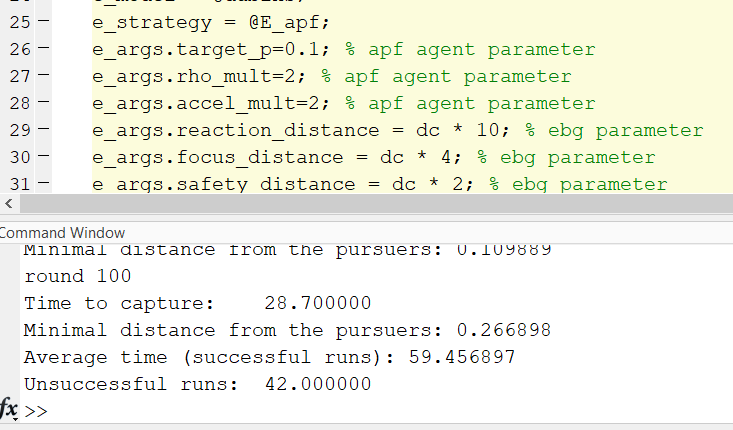 25 – e_strategy = @E_apf;
26 – e_args.target_p=0.1; % apf agent parameter
27 – e_args.rho_mult=2; % apf agent parameter
28 – e_args.accel_mult=2; % apf agent parameter
29 – e_args.reaction_distance = dc * 10; % ebg parameter
30 – e_args.focus_distance = dc * 4; % ebg parameter
31 – e_args.safety_distance = dc * 2; % ebg parameter
Command Window
Minimal distance from the pursuers: 0.109889
round 100
Time to capture: 28.700000
Minimal distance from the pursuers: 0.266898
Average time (successful runs): 59.456897
Unsuccessful runs: 42.000000
fx >>